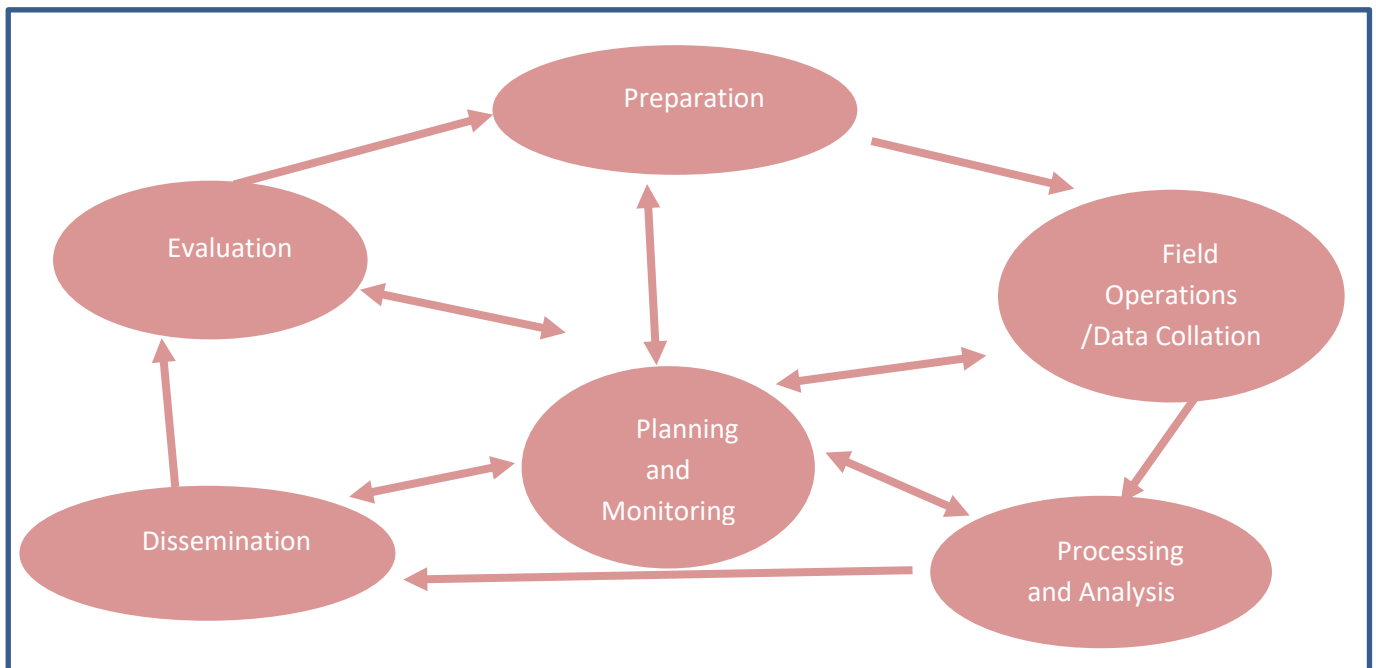 Preparation
Evaluation
Field
Operations
/Data Collation
Planning
and
Monitoring
Dissemination
Processing
and Analysis